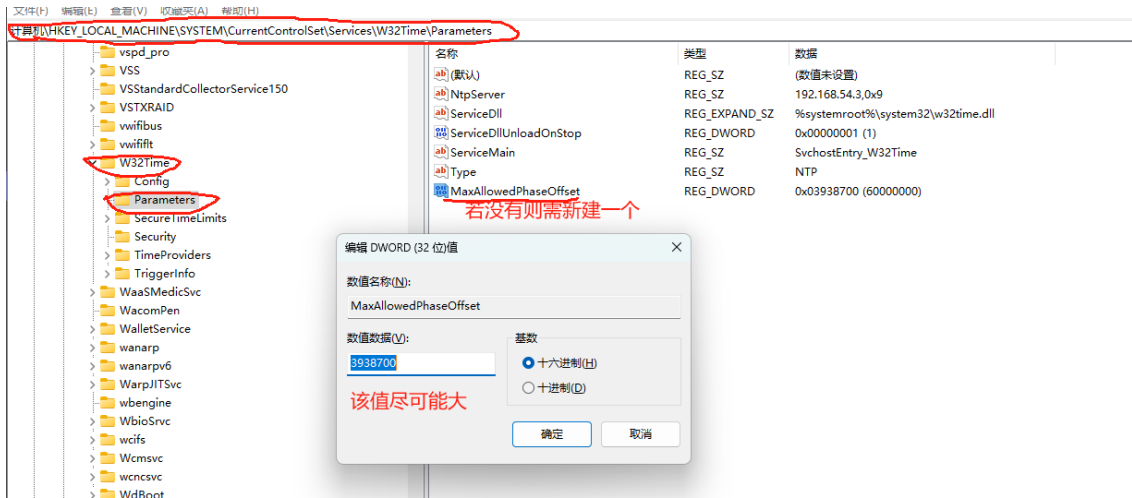 文件(F) 编辑(E) 查看(V) 收藏夹(A) 帮助(H)
计算机\HKEY_LOCAL_MACHINE\SYSTEM\CurrentControlSet\Services\W32Time\Parameters
vspd_pro
VSS
VSStandardCollectorService150
VSTXRAID
vwifibus
vwififlt
W32Time
Config
Parameters
SecureTimeLimits
Security
TimeProviders
TriggerInfo
WaaSMedicSvc
WacomPen
WalletService
wanarp
wanarpv6
WarpJITSvc
wbengine
WbioSrvc
wcifs
Wcmsvc
wcncsvc
WdBoot
名称 类型 数据
(默认) REG_SZ (数值未设置)
NtpServer REG_SZ 192.168.54.3,0x9
ServiceDll REG_EXPAND_SZ %systemroot%\system32\w32time.dll
ServiceDllUnloadOnStop REG_DWORD 0x00000001 (1)
ServiceMain REG_SZ SvchostEntry_W32Time
Type REG_SZ NTP
MaxAllowedPhaseOffset REG_DWORD 0x03938700 (60000000)
若没有则需新建一个
编辑 DWORD (32 位)值
数值名称(N):
MaxAllowedPhaseOffset
数值数据(V): 基数
3938700 十六进制(H)
十进制(D)
该值尽可能大
确定 取消